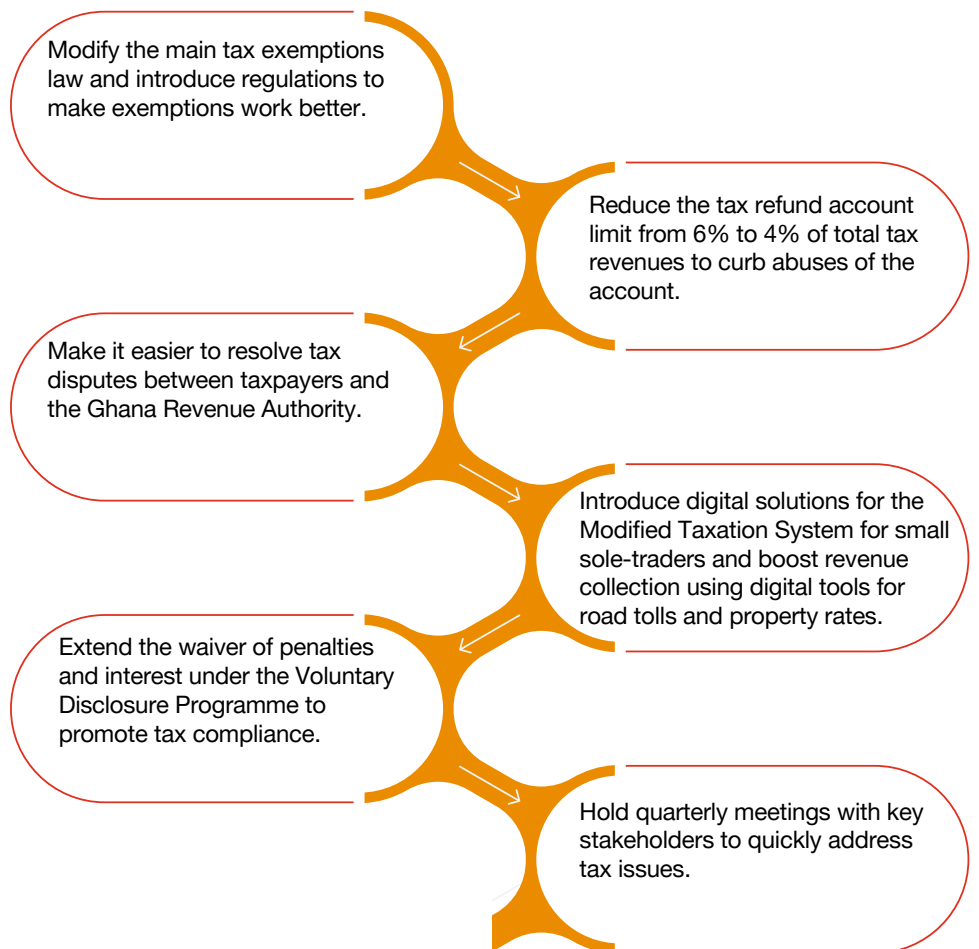 Modify the main tax exemptions
law and introduce regulations to
make exemptions work better.
Reduce the tax refund account
limit from 6% to 4% of total tax
revenues to curb abuses of the
account.
Make it easier to resolve tax
disputes between taxpayers and
the Ghana Revenue Authority.
Introduce digital solutions for the
Modified Taxation System for small
sole-traders and boost revenue
collection using digital tools for
road tolls and property rates.
Extend the waiver of penalties
and interest under the Voluntary
Disclosure Programme to
promote tax compliance.
Hold quarterly meetings with key
stakeholders to quickly address
tax issues.